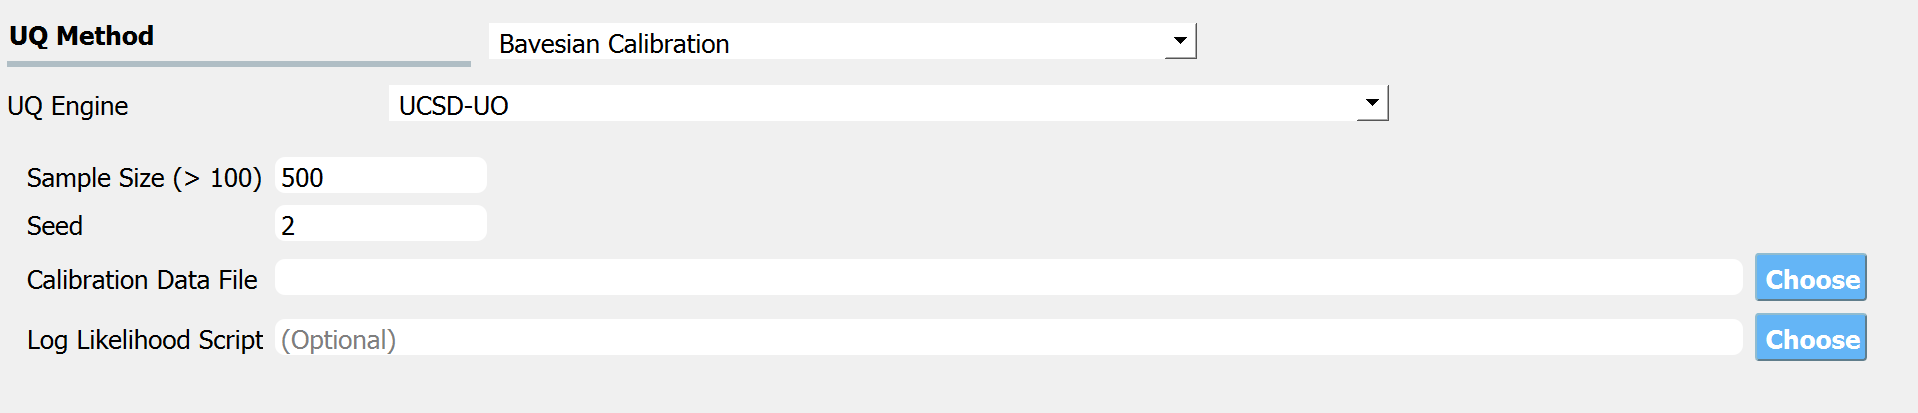 UQ Method Bavesian Calibration
UQ Engine UCSD-UO
Sample Size (> 100) 500
Seed 2
Calibration Data File Choose
Log Likelihood Script (Optional) Choose